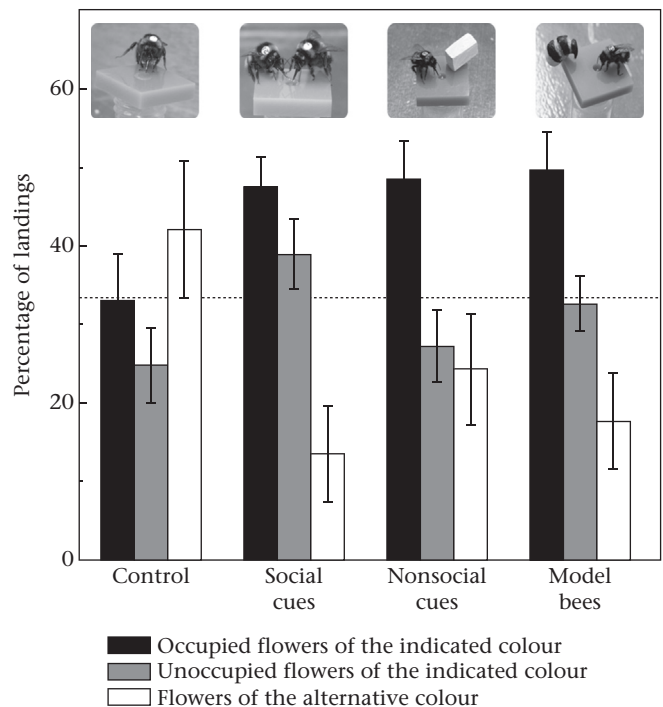 Percentage of landings
60
40
20
0
Control
Social
cues
Nonsocial
cues
Model
bees
Occupied flowers of the indicated colour
Unoccupied flowers of the indicated colour
Flowers of the alternative colour